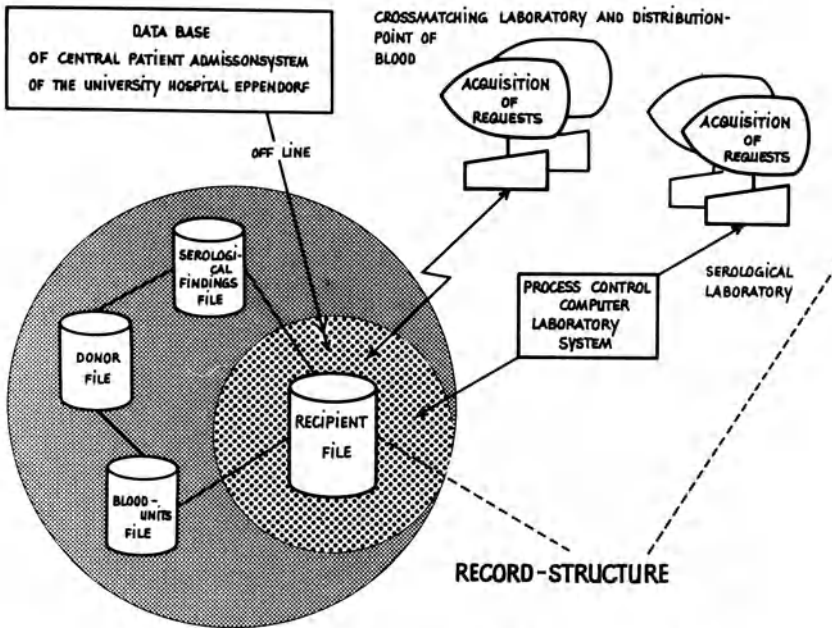 DATA BASE
OF CENTRAL PATIENT ADMISSONSYSTEM
OF THE UNIVERSITY HOSPITAL EPPENDORF
CROSSMATCHING LABORATORY AND DISTRIBUTION-
POINT OF
BLOOD
ACQUISITION
OF
REQUESTS
ACQUISITION
OF
REQUESTS
OFF LINE
SEROLOGI-
CAL
FINDINGS
FILE
PROCESS CONTROL
COMPUTER
LABORATORY
SYSTEM
SEROLOGICAL
LABORATORY
DONOR
FILE
RECIPIENT
FILE
BLOOD-
UNITS
FILE
RECORD-STRUCTURE